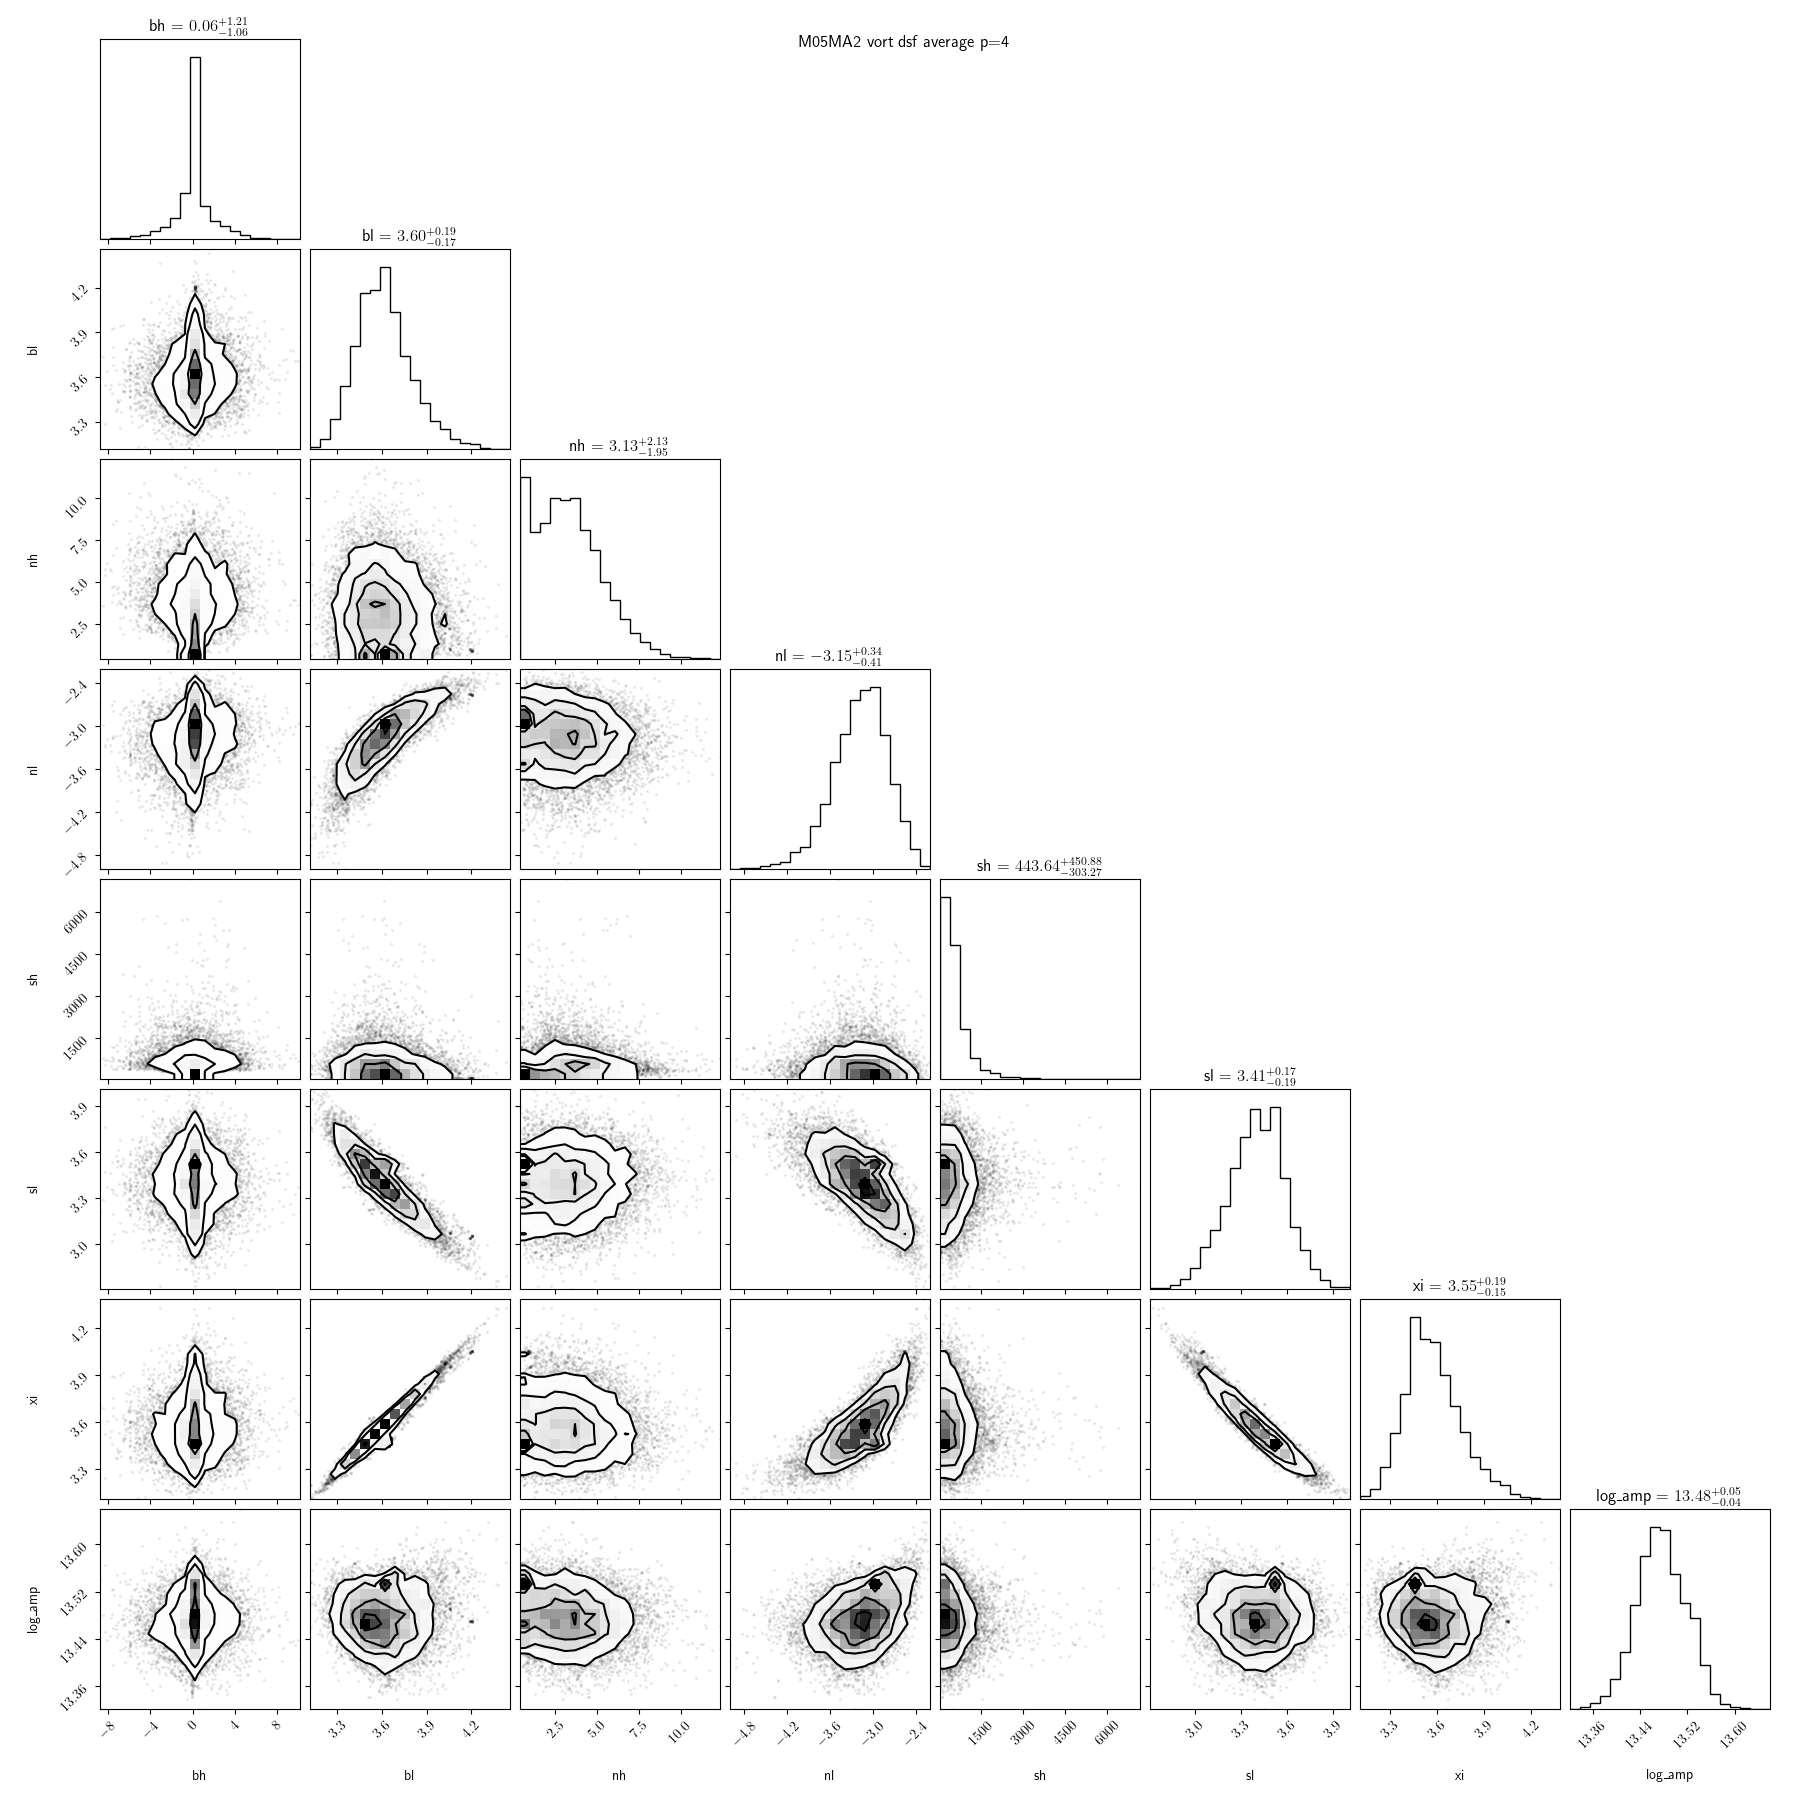 M05MA2 vort dsf average p=4
bh = 0.06+1.21 −1.06
bl = 3.60+0.19 −0.17
bl
4.2
3.9
3.6
3.3
nh = 3.13+2.13 −1.95
nh
10.0
7.5
5.0
2.5
nl = −3.15+0.34 −0.41
nl
−2.4
−3.0
−3.6
−4.2
−4.8
sh = 443.64+450.88 −303.27
sh
6000
4500
3000
1500
sl = 3.41+0.17 −0.19
sl
3.9
3.6
3.3
3.0
xi = 3.55+0.19 −0.15
xi
4.2
3.9
3.6
3.3
log_amp = 13.48+0.05 −0.04
log_amp
13.60
13.52
13.44
13.36
−8 −4 0 4 8 3.3 3.6 3.9 4.2 2.5 5.0 7.5 10.0 −4.8 −4.2 −3.6 −3.0 −2.4 1500 3000 4500 6000 3.0 3.3 3.6 3.9 3.3 3.6 3.9 4.2 13.36 13.44 13.52 13.60
bh bl nh nl sh sl xi log_amp